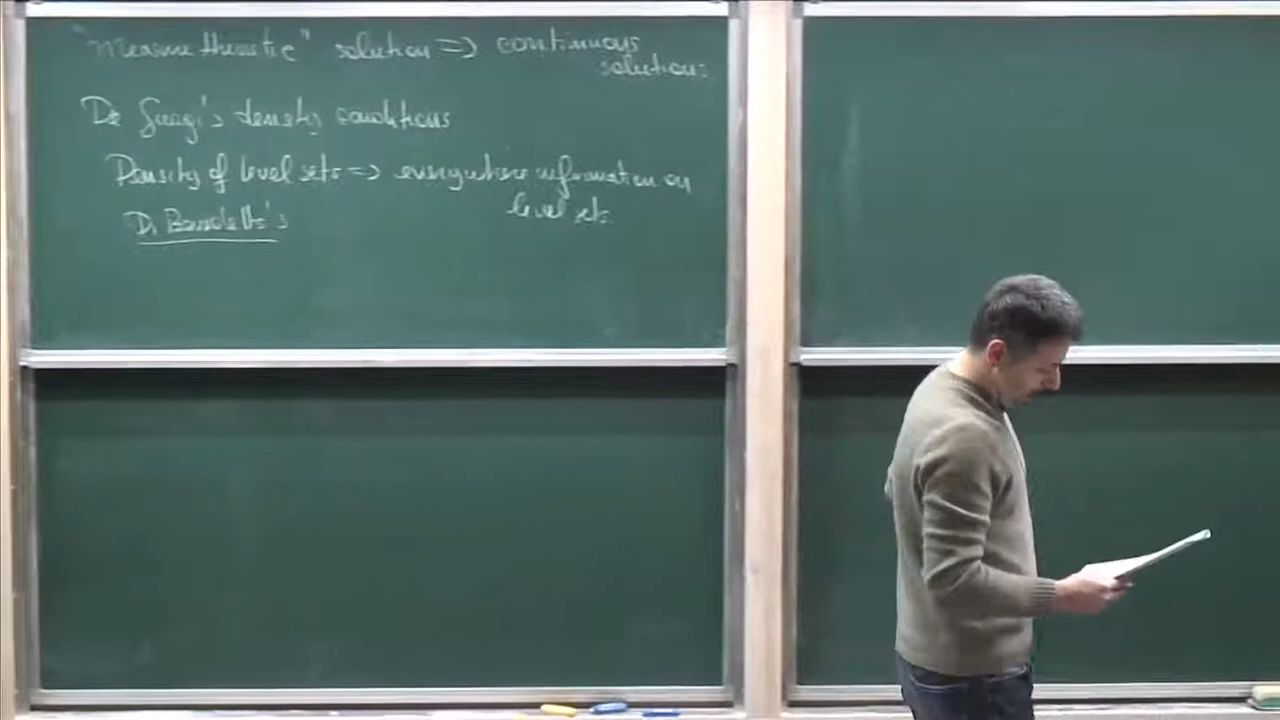 "Measure theoretic" solution => continuous
solutions
De Giorgi's density conditions
Density of level sets => everywhere information on
level sets
Di Benedetto's